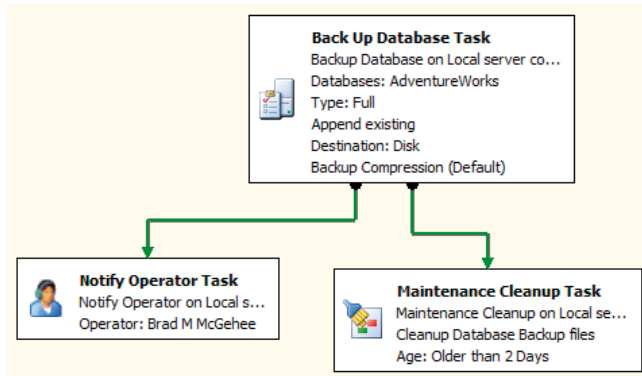 Back Up Database Task
Backup Database on Local server co...
Databases: AdventureWorks
Type: Full
Append existing
Destination: Disk
Backup Compression (Default)
Notify Operator Task
Notify Operator on Local s...
Operator: Brad M McGehee
Maintenance Cleanup Task
Maintenance Cleanup on Local se...
Cleanup Database Backup files
Age: Older than 2 Days